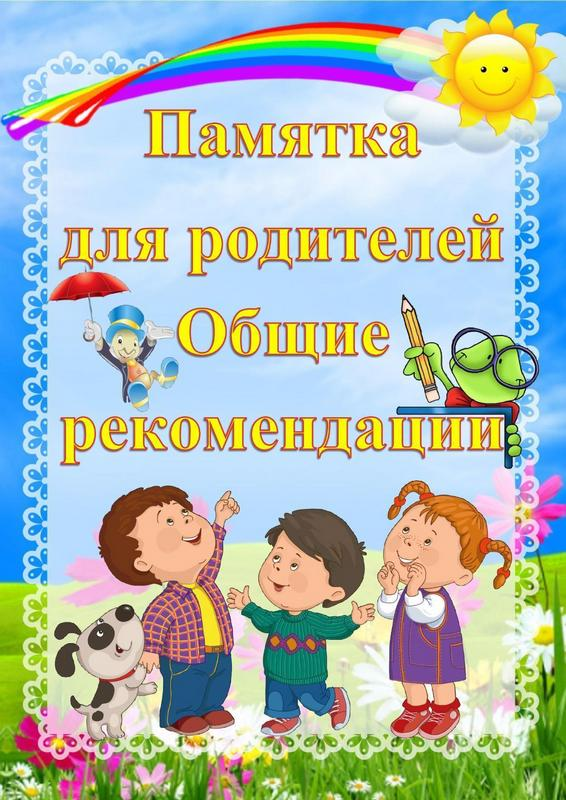 Памятка
для родителей
Общие
рекомендации